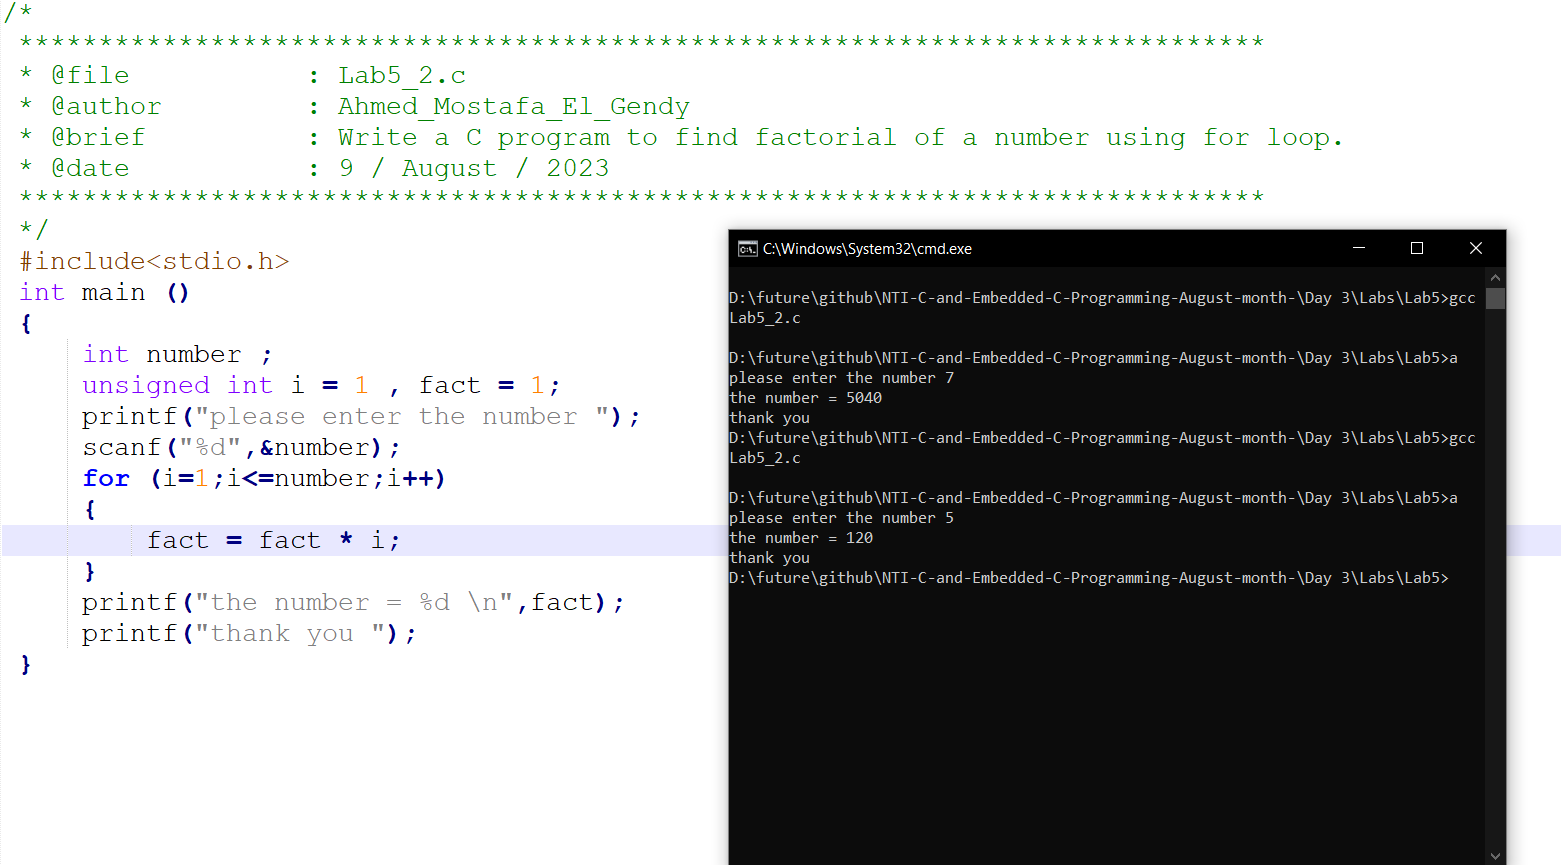 /*
******************************************************************************
* @file : Lab5_2.c
* @author : Ahmed_Mostafa_El_Gendy
* @brief : Write a C program to find factorial of a number using for loop.
* @date : 9 / August / 2023
******************************************************************************
*/
#include<stdio.h>
int main ()
{
int number ;
unsigned int i = 1 , fact = 1;
printf("please enter the number ");
scanf("%d",&number);
for (i=1;i<=number;i++)
{
fact = fact * i;
}
printf("the number = %d \n",fact);
printf("thank you ");
}
C:\Windows\System32\cmd.exe
D:\future\github\NTI-C-and-Embedded-C-Programming-August-month-\Day 3\Labs\Lab5>gcc
Lab5_2.c
D:\future\github\NTI-C-and-Embedded-C-Programming-August-month-\Day 3\Labs\Lab5>a
please enter the number 7
the number = 5040
thank you
D:\future\github\NTI-C-and-Embedded-C-Programming-August-month-\Day 3\Labs\Lab5>gcc
Lab5_2.c
D:\future\github\NTI-C-and-Embedded-C-Programming-August-month-\Day 3\Labs\Lab5>a
please enter the number 5
the number = 120
thank you
D:\future\github\NTI-C-and-Embedded-C-Programming-August-month-\Day 3\Labs\Lab5>